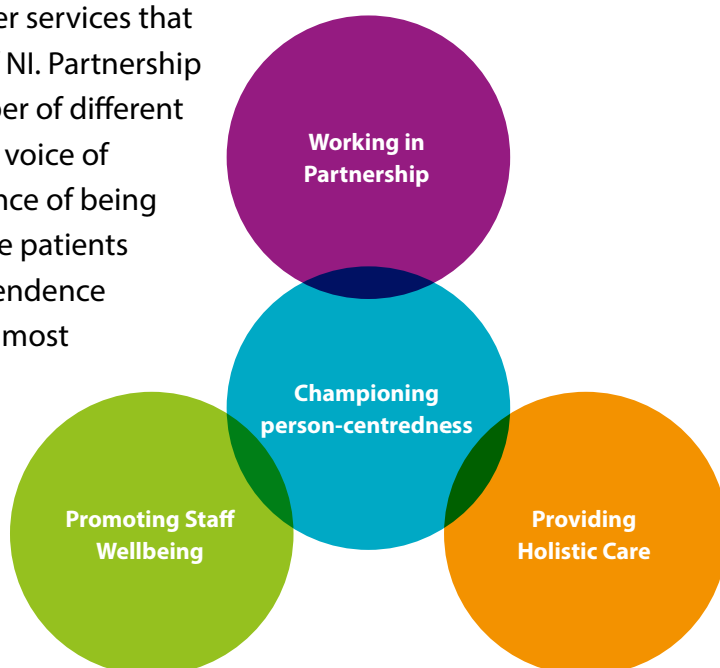 er services that
NI. Partnership
er of different
voice of
nce of being
e patients
endence
most
Working in
Partnership
Championing
person-centredness
Promoting Staff
Wellbeing
Providing
Holistic Care